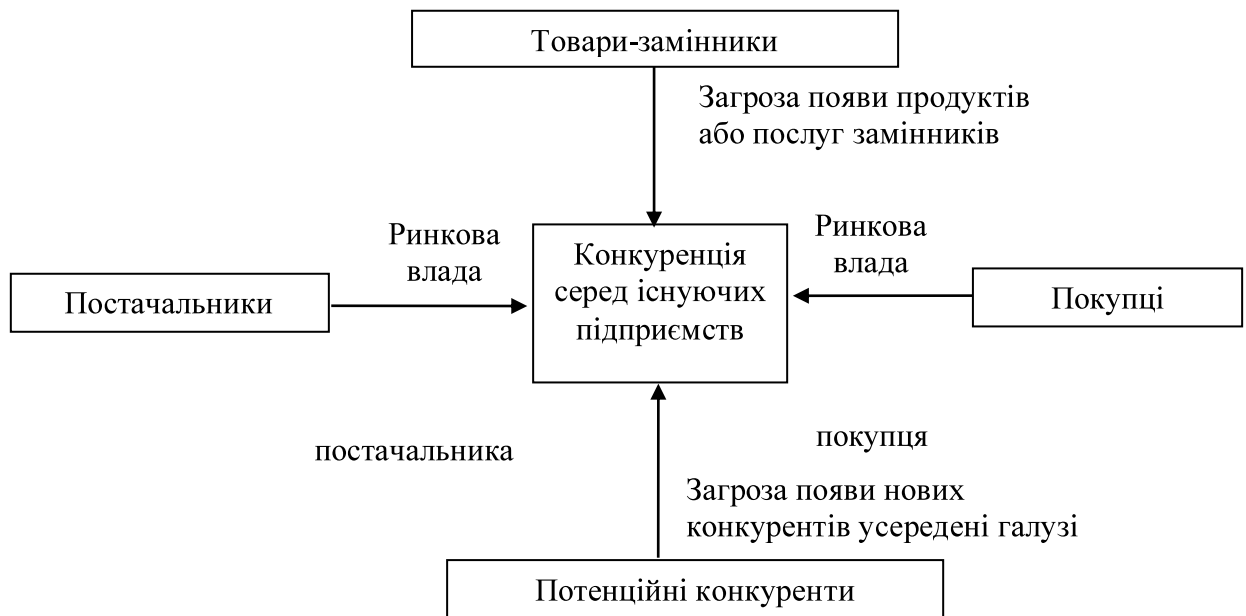 Товари-замінники
Загроза появи продуктів
або послуг замінників
Ринкова
влада
Конкуренція
серед існуючих
підприємств
Ринкова
влада
Постачальники
Покупці
постачальника
покупця
Загроза появи нових
конкурентів усередені галузі
Потенційні конкуренти